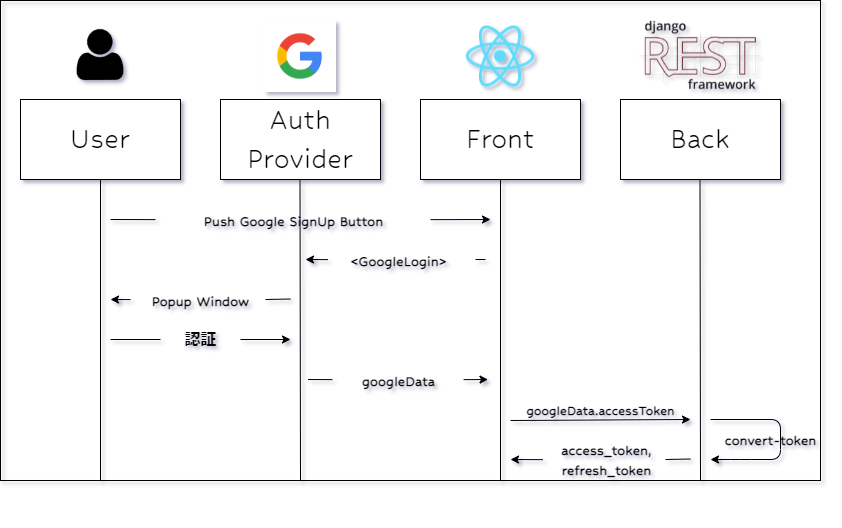 django
REST
framework
User
Auth
Provider
Front
Back
Push Google SignUp Button
<GoogleLogin>
Popup Window
認証
googleData
googleData.accessToken
convert-token
access_token,
refresh_token